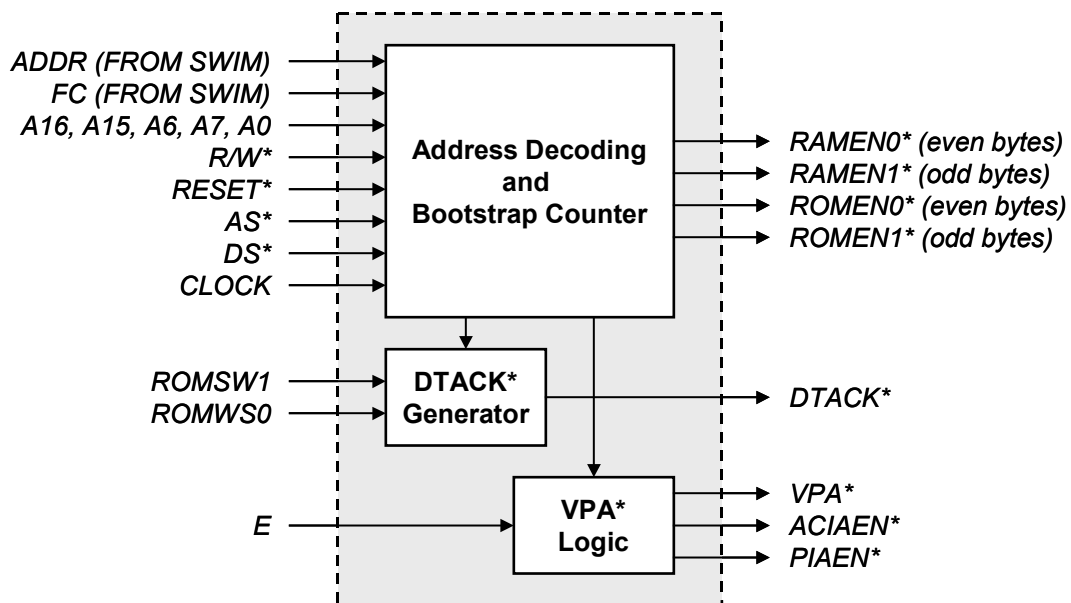 ADDR (FROM SWIM)
FC (FROM SWIM)
A16, A15, A6, A7, A0
R/W*
RESET*
AS*
DS*
CLOCK
Address Decoding
and
Bootstrap Counter
RAMEN0* (even bytes)
RAMEN1* (odd bytes)
ROMEN0* (even bytes)
ROMEN1* (odd bytes)
ROMSW1
ROMWS0
DTACK*
Generator
DTACK*
E
VPA*
Logic
VPA*
ACIAEN*
PIAEN*